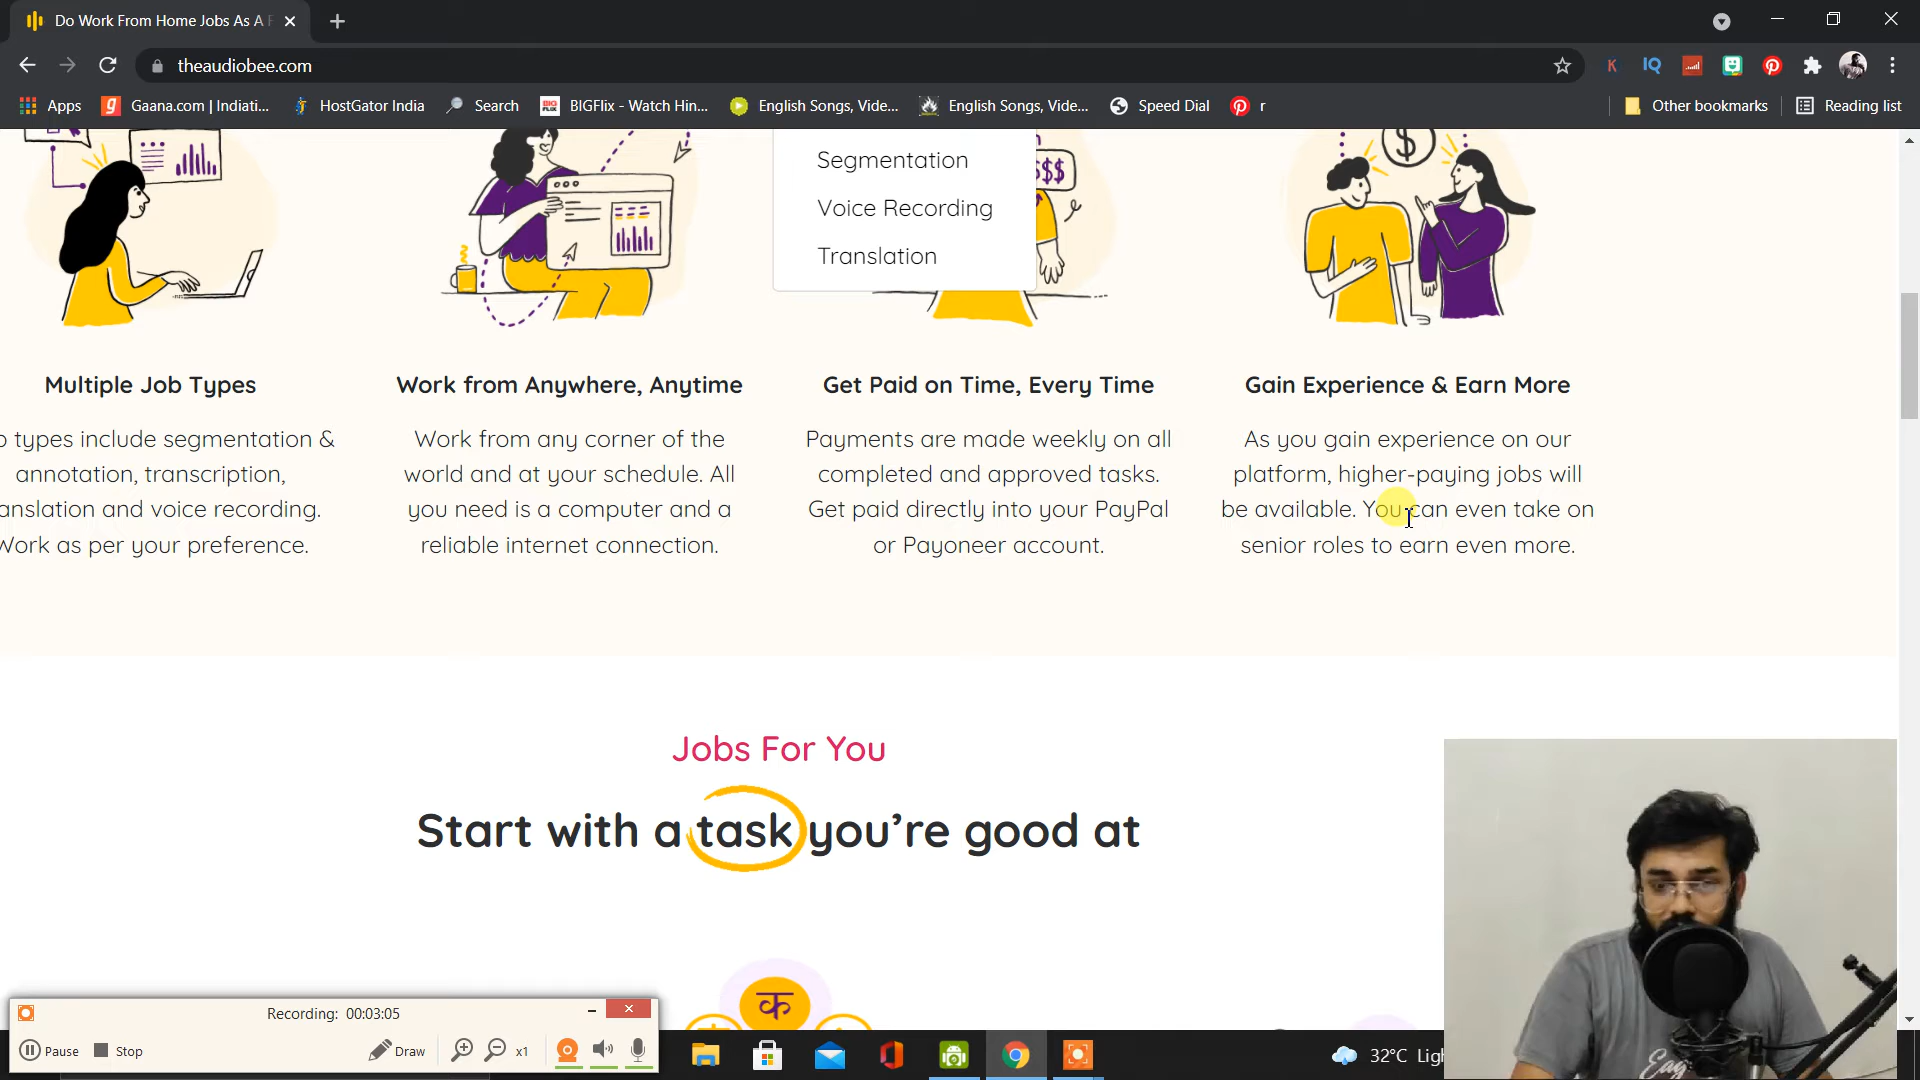 Do Work From Home Jobs As A F
theaudiobee.com
K
IQ
Apps
g
Gaana.com | Indiati...
HostGator India
Search
BIG FLIX
BIGFlix - Watch Hin...
English Songs, Vide...
English Songs, Vide...
Speed Dial
r
Other bookmarks
Reading list
Segmentation
Voice Recording
Translation
$$$
$
Multiple Job Types
Work from Anywhere, Anytime
Get Paid on Time, Every Time
Gain Experience & Earn More
b types include segmentation &
annotation, transcription,
anslation and voice recording.
Work as per your preference.
Work from any corner of the
world and at your schedule. All
you need is a computer and a
reliable internet connection.
Payments are made weekly on all
completed and approved tasks.
Get paid directly into your PayPal
or Payoneer account.
As you gain experience on our
platform, higher-paying jobs will
be available. You can even take on
senior roles to earn even more.
Jobs For You
Start with a task you're good at
क
Recording: 00:03:05
Pause
Stop
Draw
x1
32°C Ligh